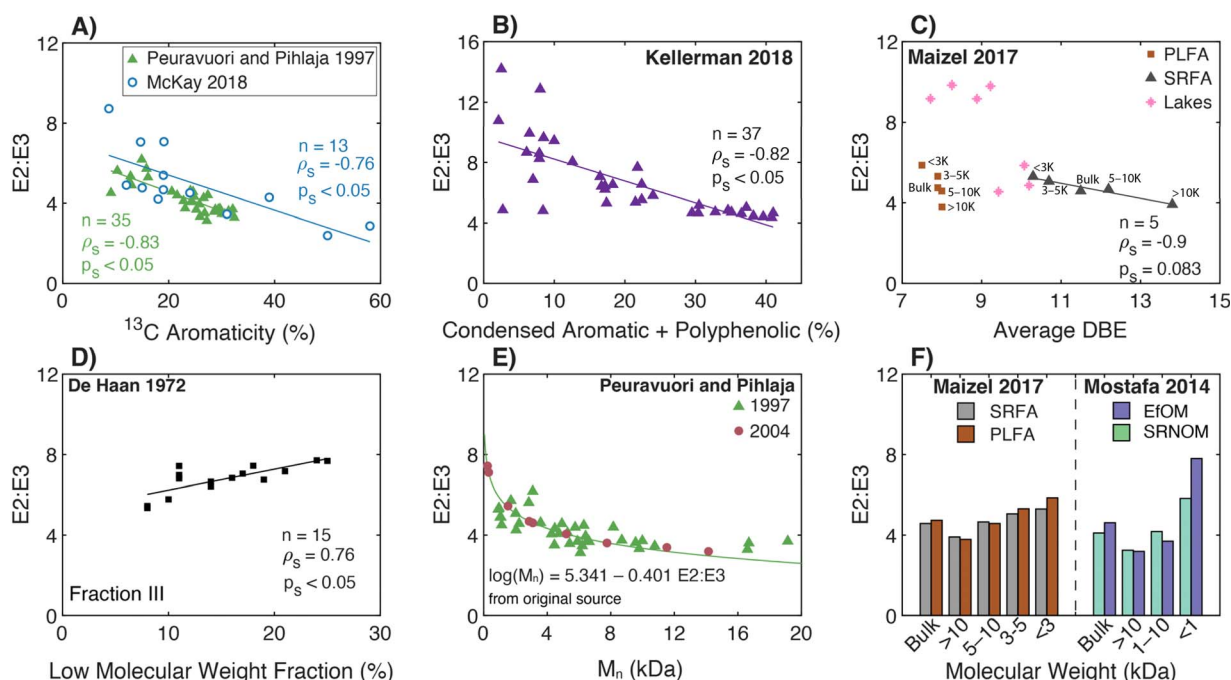 A)
12
8
4
0
E2:E3
Peuravuori and Pihlaja 1997
McKay 2018
n = 13
ρs = -0.76
ps < 0.05
n = 35
ρs = -0.83
ps < 0.05
0 20 40 60
13C Aromaticity (%)
B)
16
12
8
4
0
E2:E3
Kellerman 2018
n = 37
ρs = -0.82
ps < 0.05
0 10 20 30 40
Condensed Aromatic + Polyphenolic (%)
C)
12
8
4
0
E2:E3
Maizel 2017
PLFA
SRFA
Lakes
<3K
3–5K
Bulk
5–10K
>10K
<3K
3–5K
Bulk
5–10K
>10K
n = 5
ρs = -0.9
ps = 0.083
7 9 11 13 15
Average DBE
D)
12
8
4
0
E2:E3
De Haan 1972
n = 15
ρs = 0.76
ps < 0.05
Fraction III
0 10 20 30
Low Molecular Weight Fraction (%)
E)
12
8
4
0
E2:E3
Peuravuori and Pihlaja
1997
2004
log(Mn) = 5.341 – 0.401 E2:E3
from original source
0 4 8 12 16 20
Mn (kDa)
F)
12
8
4
0
E2:E3
Maizel 2017
SRFA
PLFA
Mostafa 2014
EfOM
SRNOM
Bulk >10 5–10 3-5 <3 Bulk >10 1–10 <1
Molecular Weight (kDa)